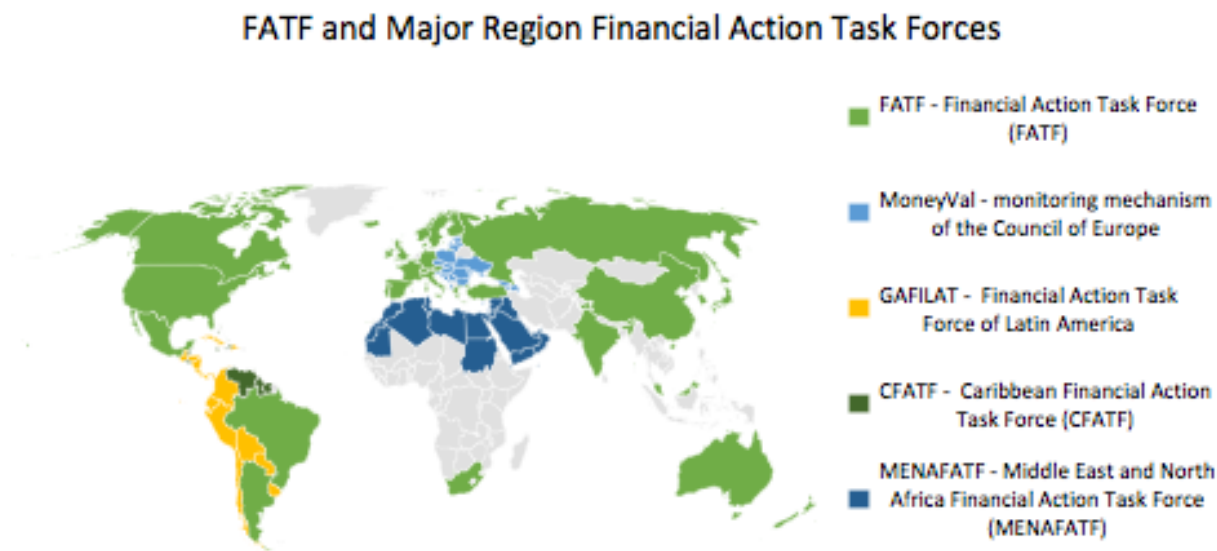 FATF and Major Region Financial Action Task Forces
FATF - Financial Action Task Force
(FATF)
MoneyVal - monitoring mechanism
of the Council of Europe
GAFILAT -  Financial Action Task
Force of Latin America
CFATF -  Caribbean Financial Action
Task Force (CFATF)
MENAFATF - Middle East and North
Africa Financial Action Task Force
(MENAFATF)